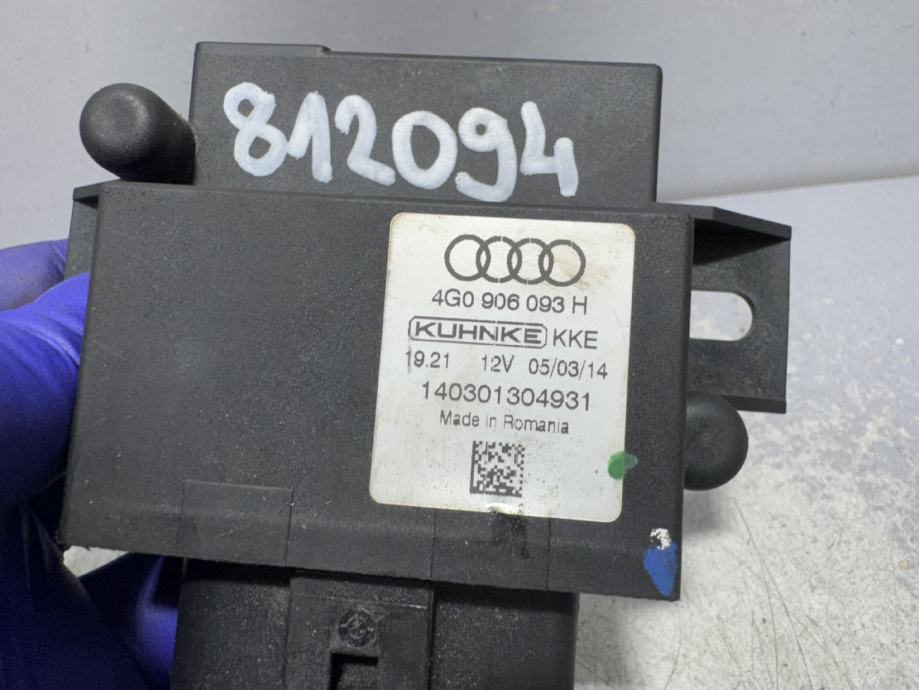 812094
4G0 906 093 H
KUHNKE KKE
19.21 12V 05/03/14
140301304931
Made in Romania